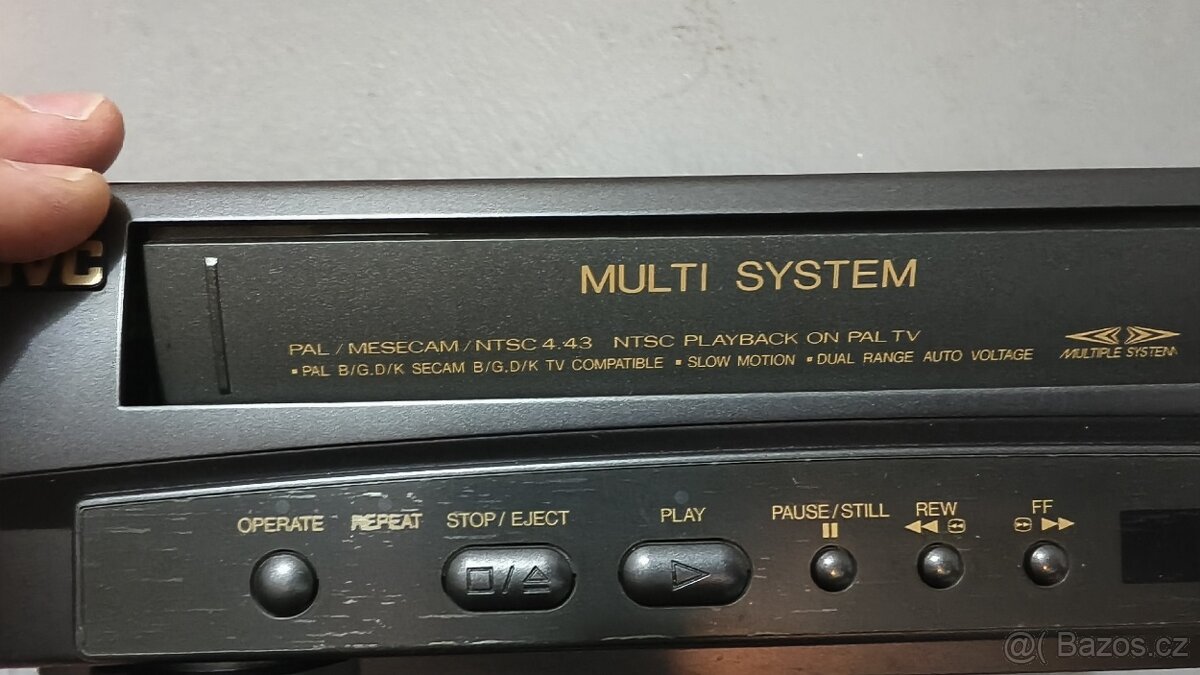 JVC
MULTI SYSTEM
PAL / MESECAM / NTSC 4.43 NTSC PLAYBACK ON PAL TV
▪ PAL B/G.D/K SECAM B/G,D/K TV COMPATIBLE ▪ SLOW MOTION ▪ DUAL RANGE AUTO VOLTAGE
MULTIPLE SYSTEM
OPERATE REPEAT STOP / EJECT PLAY PAUSE/STILL REW FF
@( Bazos.cz